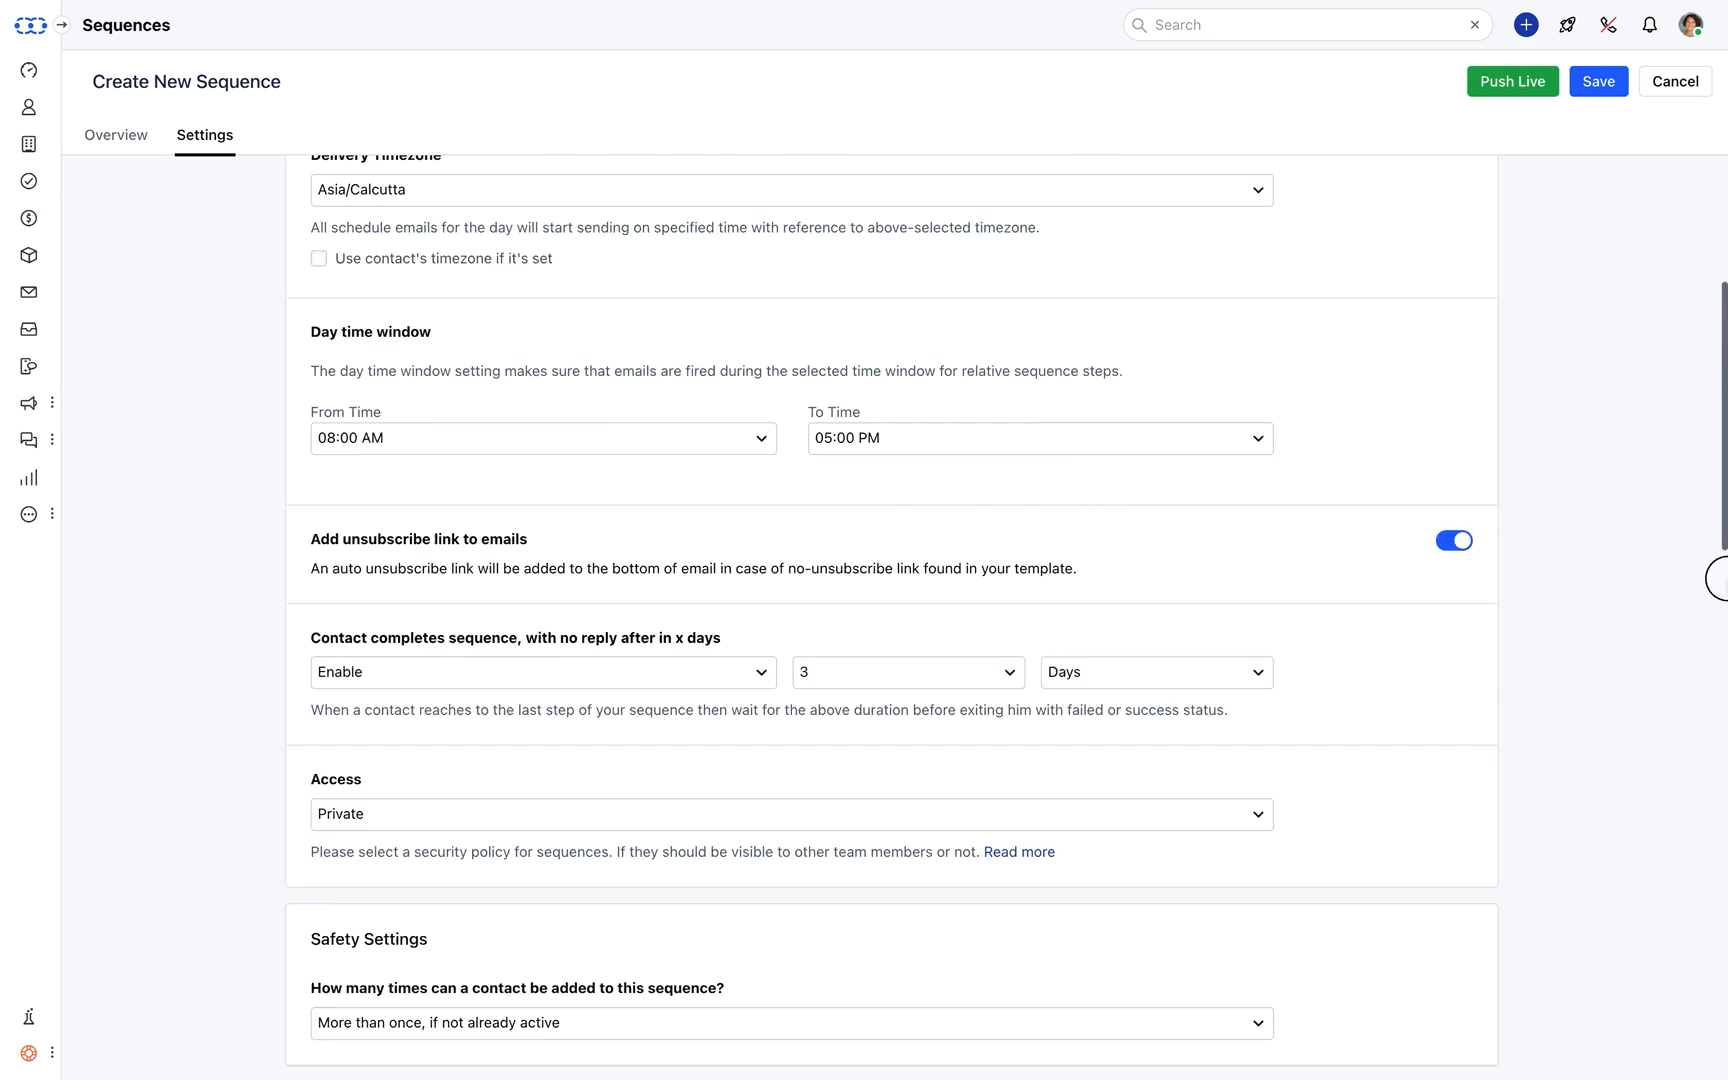 Sequences
Search
Create New Sequence
Push Live
Save
Cancel
Overview
Settings
Delivery Timezone
Asia/Calcutta
All schedule emails for the day will start sending on specified time with reference to above-selected timezone.
Use contact's timezone if it's set
Day time window
The day time window setting makes sure that emails are fired during the selected time window for relative sequence steps.
From Time
To Time
08:00 AM
05:00 PM
Add unsubscribe link to emails
An auto unsubscribe link will be added to the bottom of email in case of no-unsubscribe link found in your template.
Contact completes sequence, with no reply after in x days
Enable
3
Days
When a contact reaches to the last step of your sequence then wait for the above duration before exiting him with failed or success status.
Access
Private
Please select a security policy for sequences. If they should be visible to other team members or not. Read more
Safety Settings
How many times can a contact be added to this sequence?
More than once, if not already active